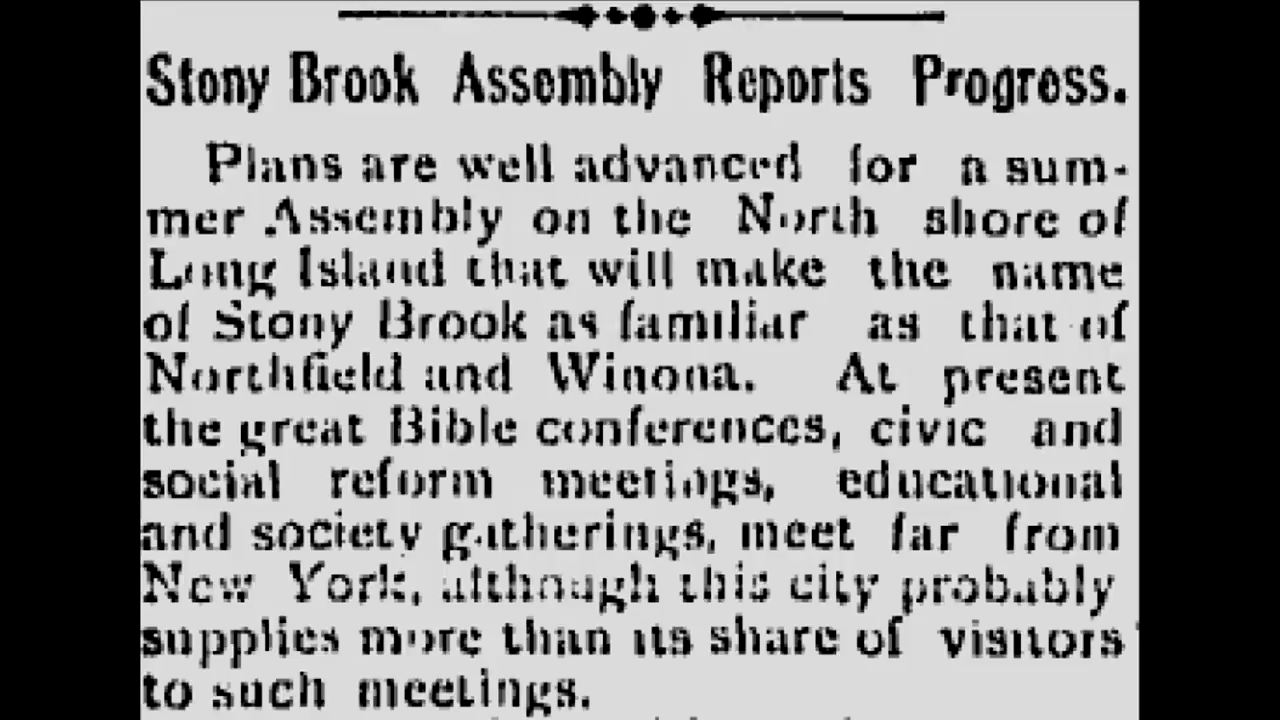 Stony Brook Assembly Reports Progress.
Plans are well advanced for a sum-
mer Assembly on the North shore of
Long Island that will make the name
of Stony Brook as familiar as that of
Northfield and Winona. At present
the great Bible conferences, civic and
social reform meetings, educational
and society gatherings, meet far from
New York, although this city probably
supplies more than its share of visitors
to such meetings.